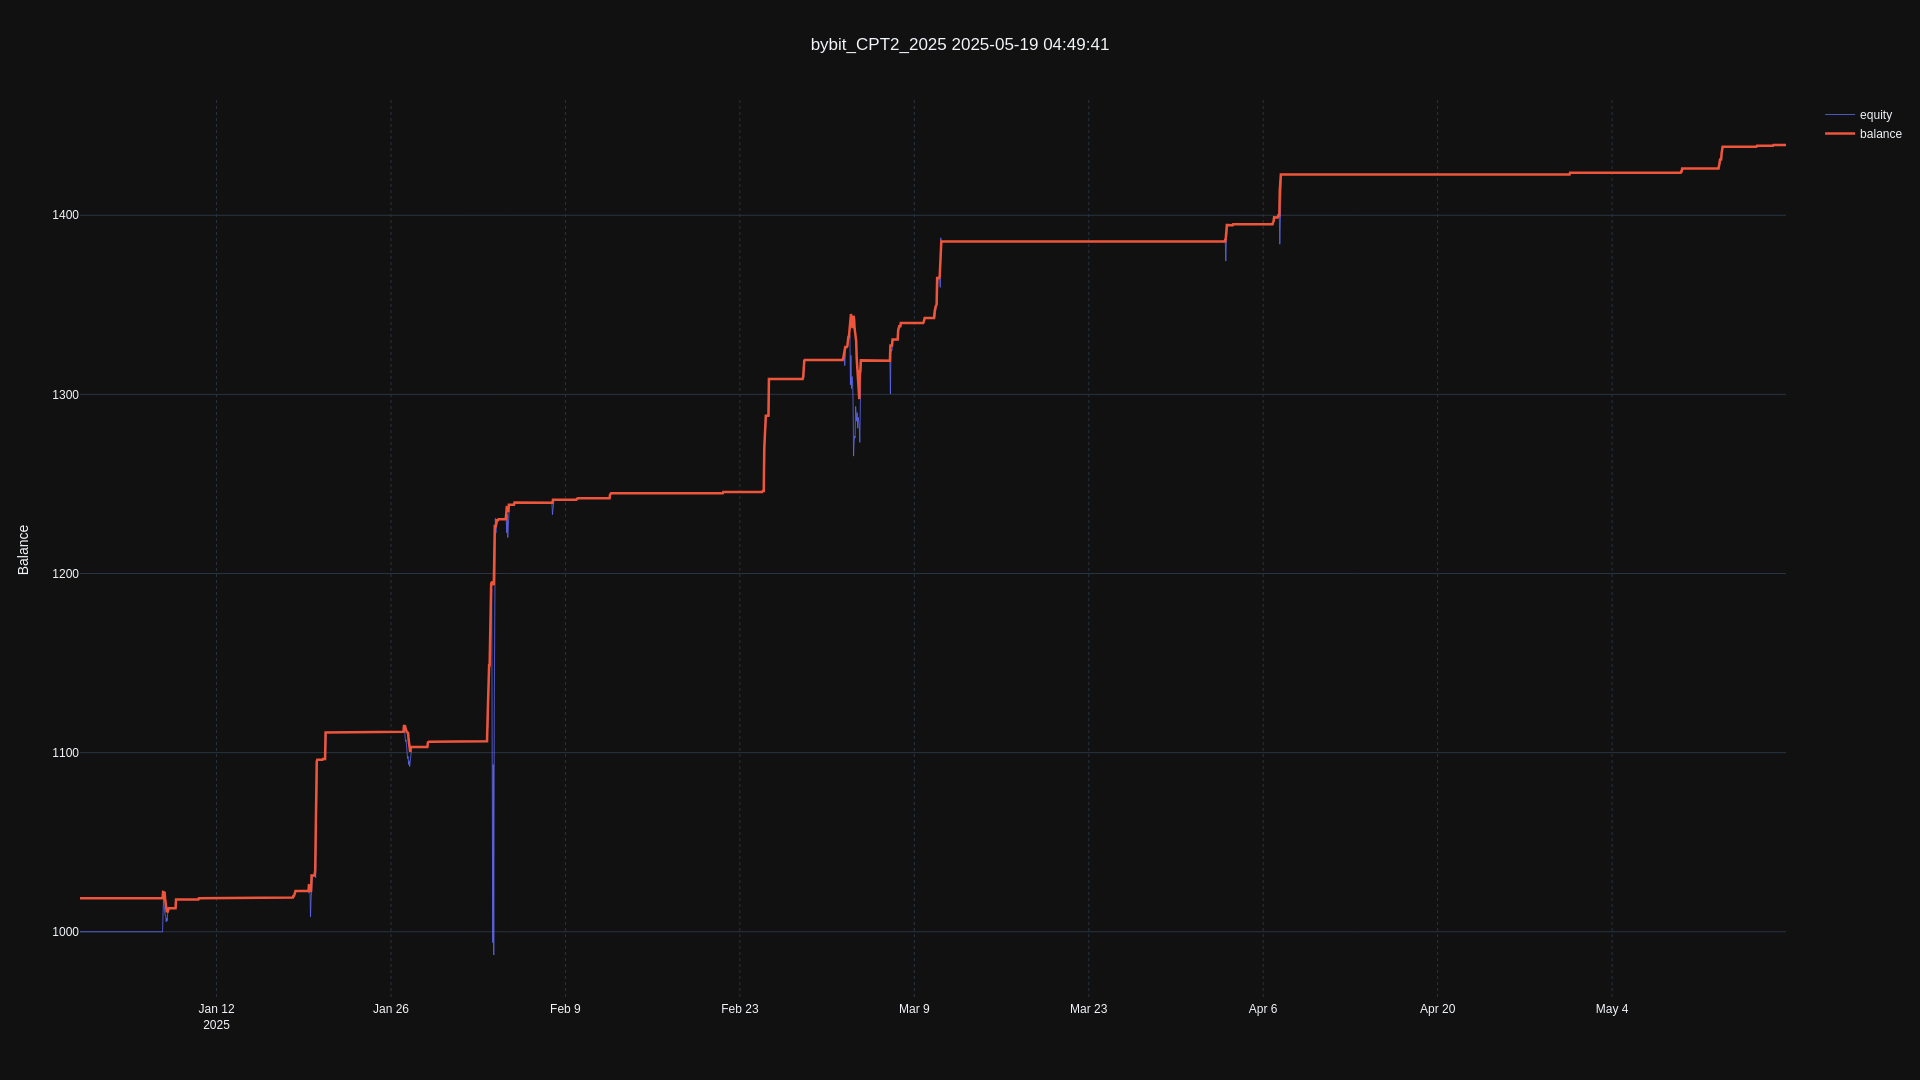 bybit_CPT2_2025 2025-05-19 04:49:41
equity
balance
Balance
1400
1300
1200
1100
1000
Jan 12
2025
Jan 26
Feb 9
Feb 23
Mar 9
Mar 23
Apr 6
Apr 20
May 4